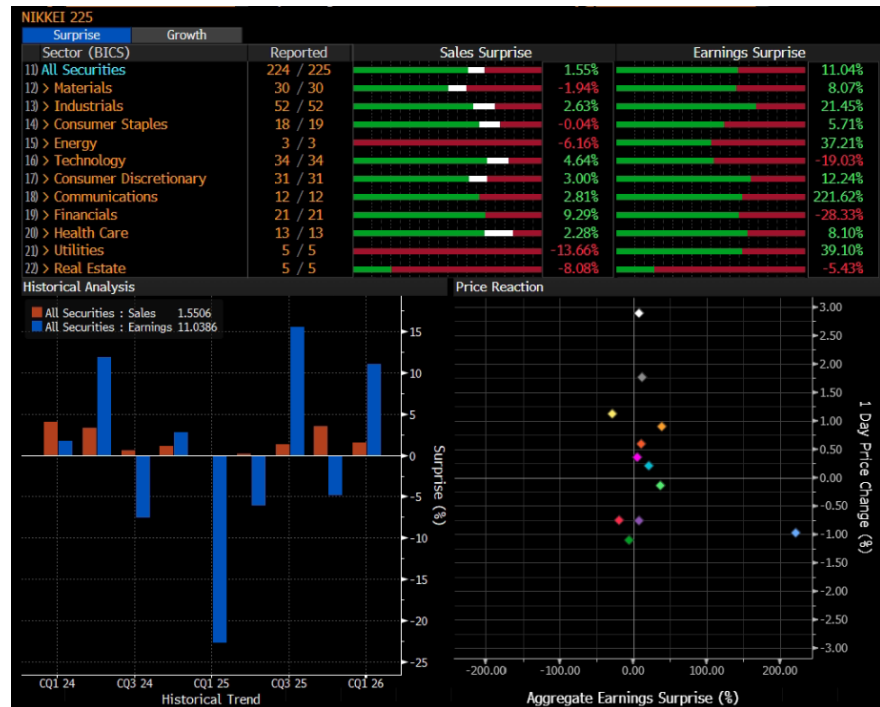 NIKKEI 225
Surprise Growth
Sector (BICS) Reported Sales Surprise Earnings Surprise
11) All Securities 224 / 225 1.55% 11.04%
12) > Materials 30 / 30 -1.94% 8.07%
13) > Industrials 52 / 52 2.63% 21.45%
14) > Consumer Staples 18 / 19 -0.04% 5.71%
15) > Energy 3 / 3 -6.16% 37.21%
16) > Technology 34 / 34 4.64% -19.03%
17) > Consumer Discretionary 31 / 31 3.00% 12.24%
18) > Communications 12 / 12 2.81% 221.62%
19) > Financials 21 / 21 9.29% -28.33%
20) > Health Care 13 / 13 2.28% 8.10%
21) > Utilities 5 / 5 -13.66% 39.10%
22) > Real Estate 5 / 5 -8.08% -5.43%
Historical Analysis
All Securities : Sales 1.5506
All Securities : Earnings 11.0386
15
10
5
0
-5
-10
-15
-20
-25
Surprise (%)
CQ1 24 CQ3 24 CQ1 25 CQ3 25 CQ1 26
Historical Trend
Price Reaction
3.00
2.50
2.00
1.50
1.00
0.50
0.00
-0.50
-1.00
-1.50
-2.00
-2.50
-3.00
1 Day Price Change (%)
-200.00 -100.00 0.00 100.00 200.00
Aggregate Earnings Surprise (%)